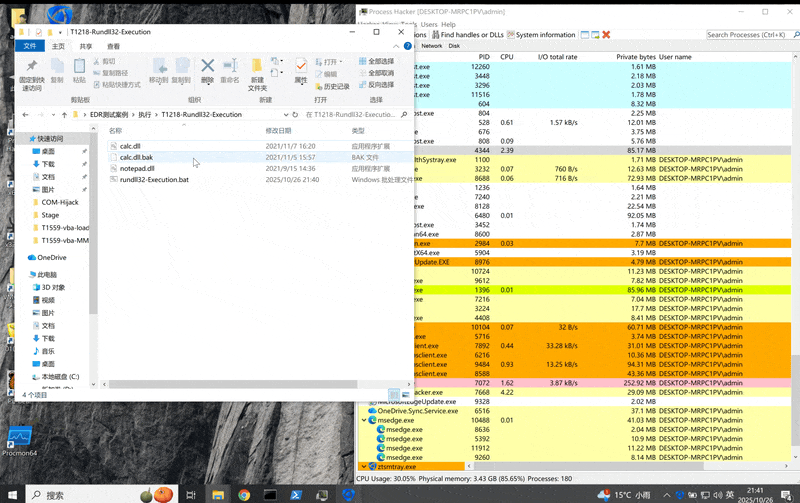 T1218-Rundll32-Execution
文件
主页
共享
查看
固定到快
速访问
复制
粘贴
剪切
复制路径
粘贴快捷方式
移动到
复制到
删除
重命名
新建
文件夹
属性
打开
编辑
历史记录
全部选择
全部取消
反向选择
剪贴板
组织
新建
打开
选择
EDR测试案例 › 执行 › T1218-Rundll32-Execution
在 T1218-Rundll32-Executio...
快速访问
桌面
下载
文档
图片
COM-Hijack
Stage
T1559-vba-load
T1559-vba-MM
OneDrive
此电脑
3D 对象
视频
图片
文档
下载
音乐
桌面
本地磁盘 (C:)
名称 修改日期 类型
calc.dll 2021/11/7 16:20 应用程序扩展
calc.dll.bak 2021/11/5 15:57 BAK 文件
notepad.dll 2021/9/15 14:36 应用程序扩展
rundll32-Execution.bat 2025/10/26 21:40 Windows 批处理文件
4 个项目
Process Hacker [DESKTOP-MRPC1PV\admin]
Hacker View Tools Users Help
Options Find handles or DLLs System information
Search Processes (Ctrl+K)
Network Disk
PID CPU I/O total rate Private bytes User name
st.exe 12260 1.61 MB
st.exe 3448 2.18 MB
st.exe 3296 2.03 MB
st.exe 11516 1.78 MB
604 8.32 MB
ost.exe 804 2.25 MB
528 0.61 1.57 kB/s 12.01 MB
676 3.75 MB
ost.exe 808 0.09 5.76 MB
4344 2.39 85.17 MB
althSystray.exe 1100 1.71 MB DESKTOP-MRPC1PV\admin
3232 0.07 760 B/s 12.63 MB DESKTOP-MRPC1PV\admin
8688 0.06 716 B/s 72.93 MB DESKTOP-MRPC1PV\admin
1236 1.64 MB
7240 2.21 MB
8128 22.54 MB
6480 0.01 92.05 MB
st.exe 3452 1.74 MB
n64.exe 8600 2.87 MB
n.exe 2984 0.03 7.7 MB DESKTOP-MRPC1PV\admin
tX64.exe 5904 3.19 MB
Update.EXE 8976 4.79 MB DESKTOP-MRPC1PV\admin
10724 11.23 MB
e 9612 7.82 MB
.exe 1396 0.01 85.96 MB DESKTOP-MRPC1PV\admin
7216 7.04 MB
3224 17.7 MB
4408 8.41 MB
10104 0.07 32 B/s 60.71 MB DESKTOP-MRPC1PV\admin
5716 3.74 MB DESKTOP-MRPC1PV\admin
sclient.exe 7892 0.44 33.28 kB/s 31.01 MB DESKTOP-MRPC1PV\admin
6216 10.36 MB DESKTOP-MRPC1PV\admin
sclient.exe 9484 0.93 13.25 kB/s 94.31 MB DESKTOP-MRPC1PV\admin
8588 43.36 MB DESKTOP-MRPC1PV\admin
7072 1.62 3.87 kB/s 252.92 MB DESKTOP-MRPC1PV\admin
acker.exe 7668 4.22 29.09 MB DESKTOP-MRPC1PV\admin
MicrosoftEdgeUpdate.exe 9328 2.02 MB
OneDrive.Sync.Service.exe 6516 37.1 MB DESKTOP-MRPC1PV\admin
msedge.exe 10488 0.01 41.03 MB DESKTOP-MRPC1PV\admin
msedge.exe 8636 2.04 MB DESKTOP-MRPC1PV\admin
msedge.exe 5392 10.9 MB DESKTOP-MRPC1PV\admin
msedge.exe 11912 11.22 MB DESKTOP-MRPC1PV\admin
msedge.exe 9260 8.14 MB DESKTOP-MRPC1PV\admin
ztsmtray.exe
CPU Usage: 30.05% Physical memory: 3.43 GB (85.65%) Processes: 180
Procmon64
搜索
15°C 小雨
英
21:41
2025/10/26